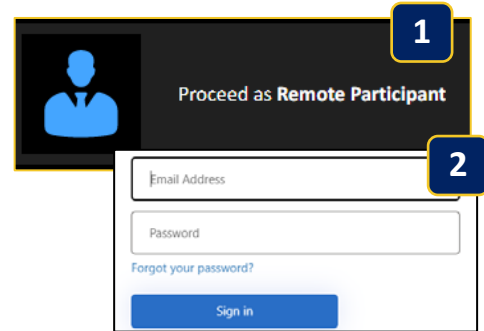 1
Proceed as Remote Participant
2
Email Address
Password
Forgot your password?
Sign in